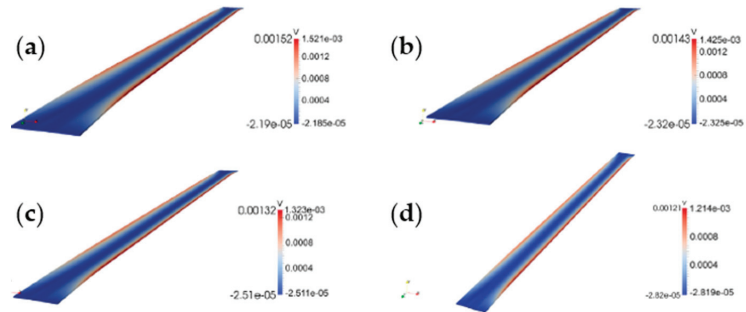 (a)
0.00152
V
1.521e-03
0.0012
0.0008
0.0004
-2.19e-05
-2.185e-05
(b)
0.00143
V
1.425e-03
0.0012
0.0008
0.0004
-2.32e-05
-2.325e-05
(c)
0.00132
V
1.323e-03
0.0012
0.0008
0.0004
-2.51e-05
-2.511e-05
(d)
0.00121
V
1.214e-03
0.0008
0.0004
-2.82e-05
-2.819e-05